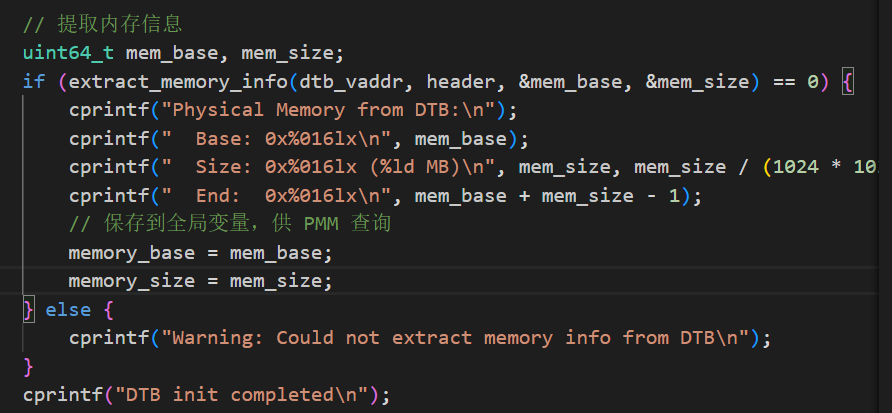 // 提取内存信息
uint64_t mem_base, mem_size;
if (extract_memory_info(dtb_vaddr, header, &mem_base, &mem_size) == 0) {
    cprintf("Physical Memory from DTB:\n");
    cprintf("  Base: 0x%016lx\n", mem_base);
    cprintf("  Size: 0x%016lx (%ld MB)\n", mem_size, mem_size / (1024 * 10
    cprintf("  End:  0x%016lx\n", mem_base + mem_size - 1);
    // 保存到全局变量，供 PMM 查询
    memory_base = mem_base;
    memory_size = mem_size;
} else {
    cprintf("Warning: Could not extract memory info from DTB\n");
}
cprintf("DTB init completed\n");